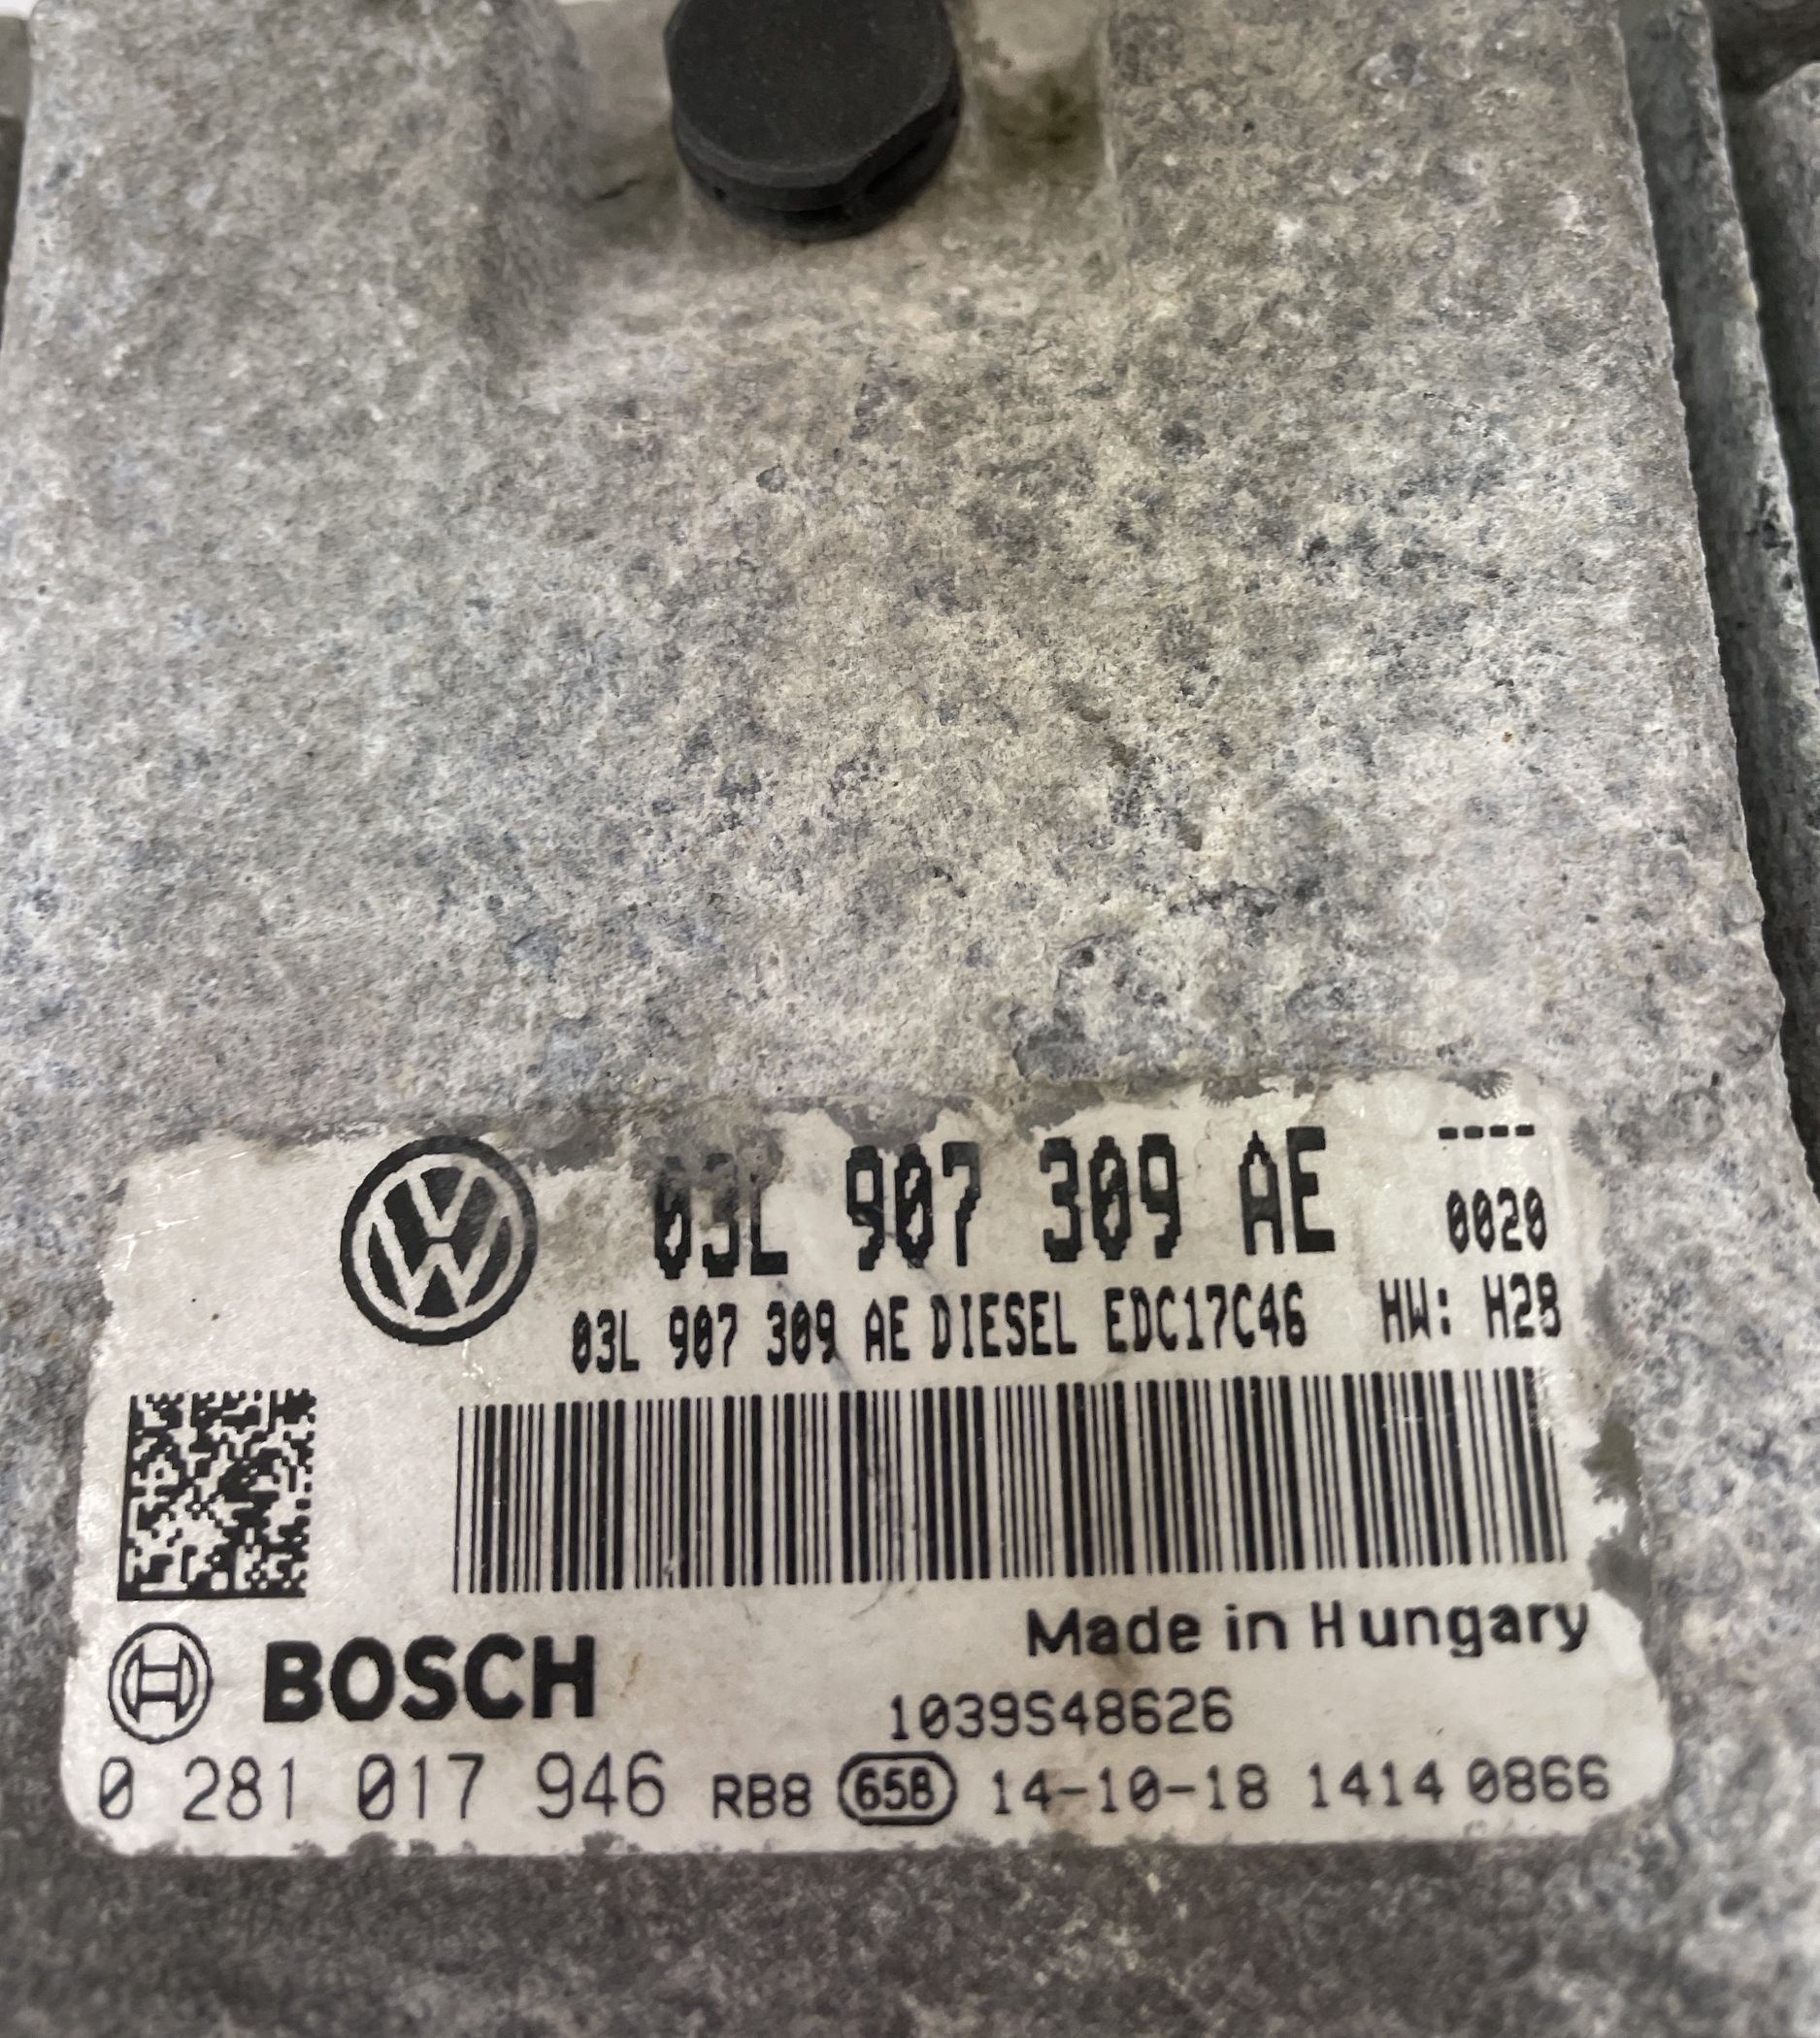 03L 907 309 AE ----
0020
03L 907 309 AE DIESEL EDC17C46 HW: H28
Made in Hungary
BOSCH
1039S48626
0 281 017 946 RB8 658 14-10-18 1414 0866